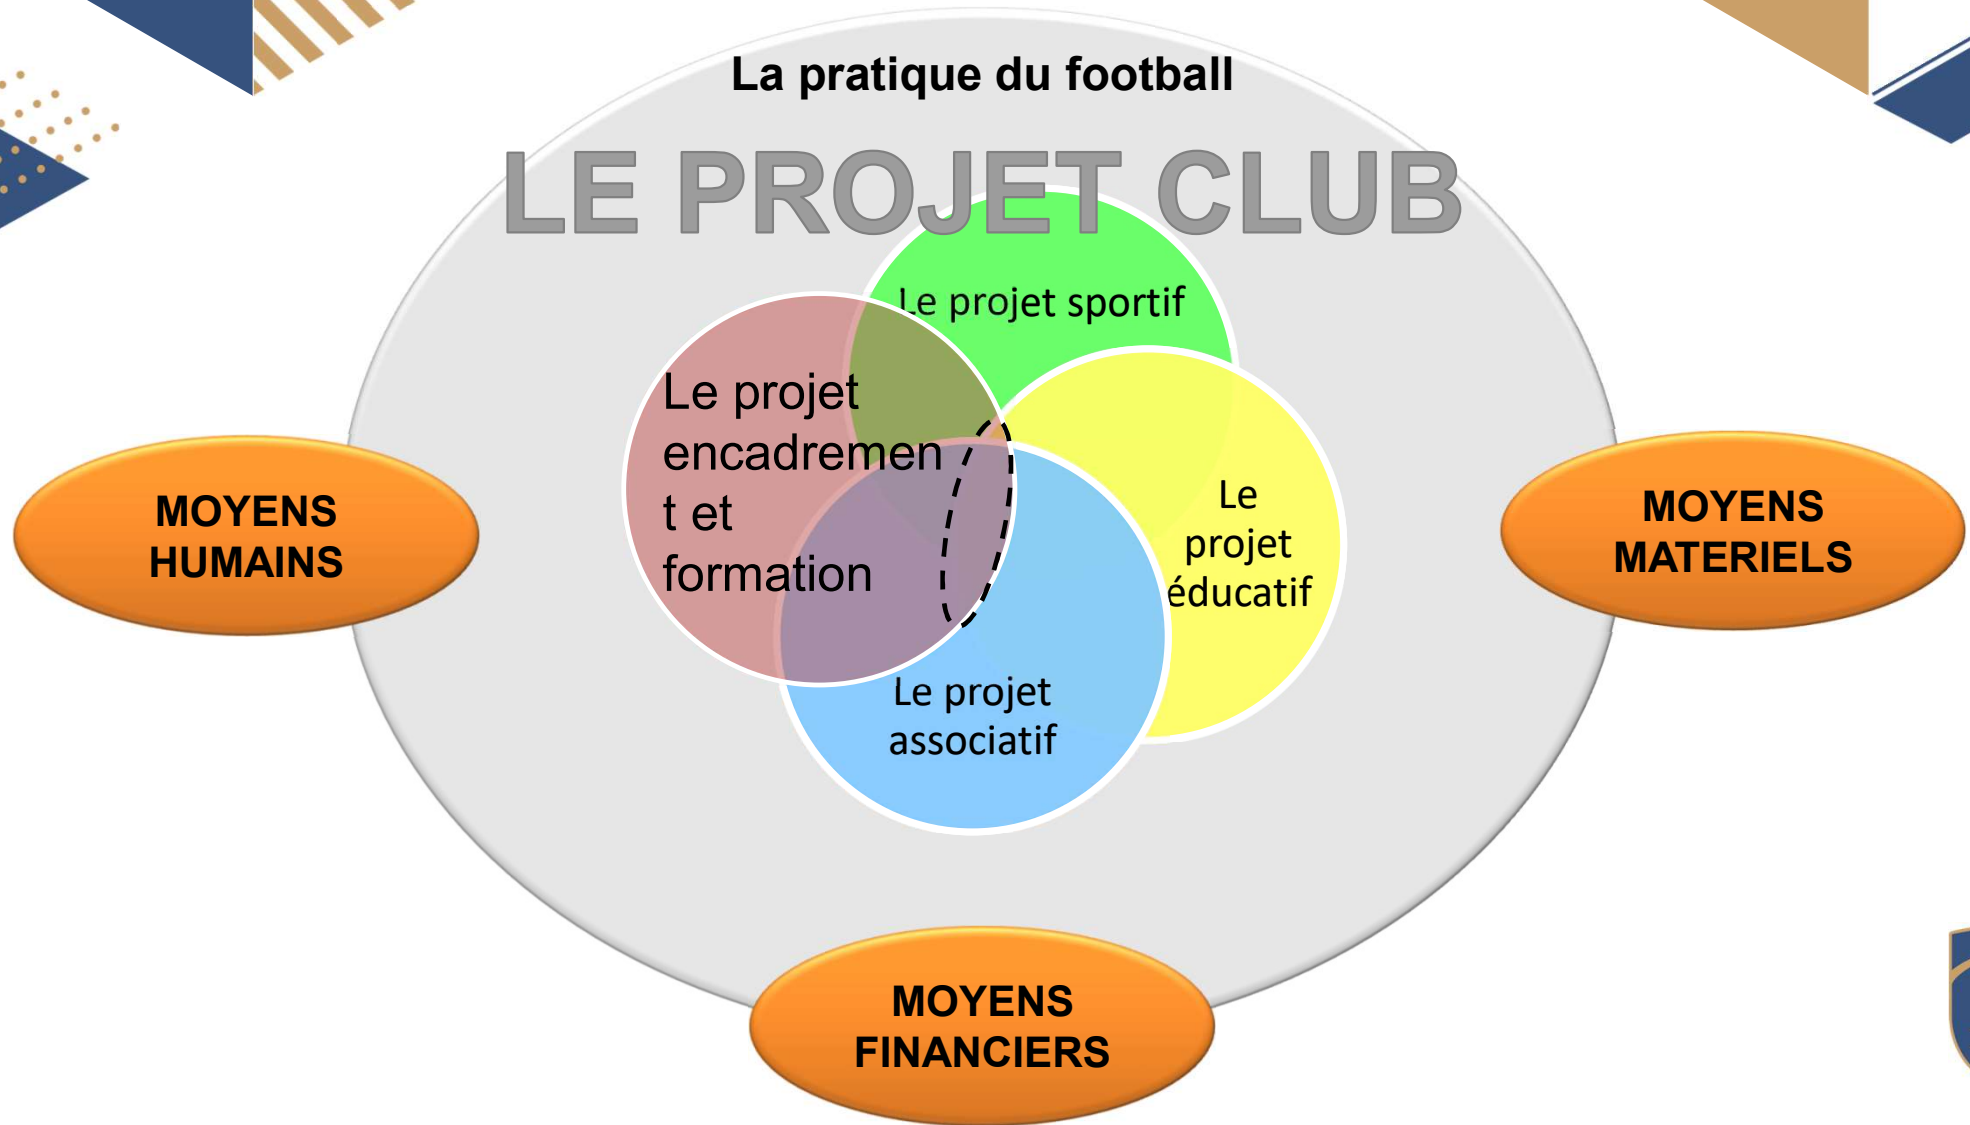 La pratique du football
LE PROJET CLUB
Le projet sportif
Le projet
encadremen
t et
formation
Le
projet
éducatif
MOYENS
HUMAINS
MOYENS
MATERIELS
Le projet
associatif
MOYENS
FINANCIERS